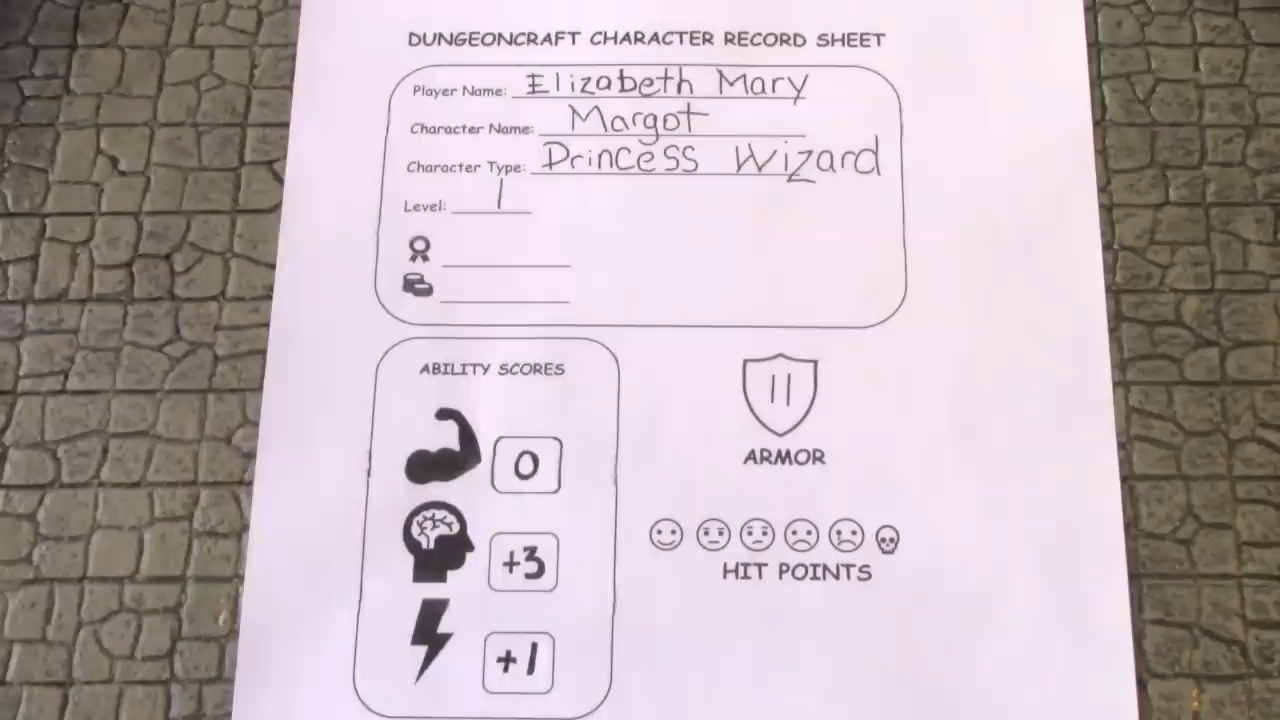 DUNGEONCRAFT CHARACTER RECORD SHEET
Player Name: Elizabeth Mary
Character Name: Margot
Character Type: Princess Wizard
Level: 1
ABILITY SCORES
11
ARMOR
0
+3
HIT POINTS
+1